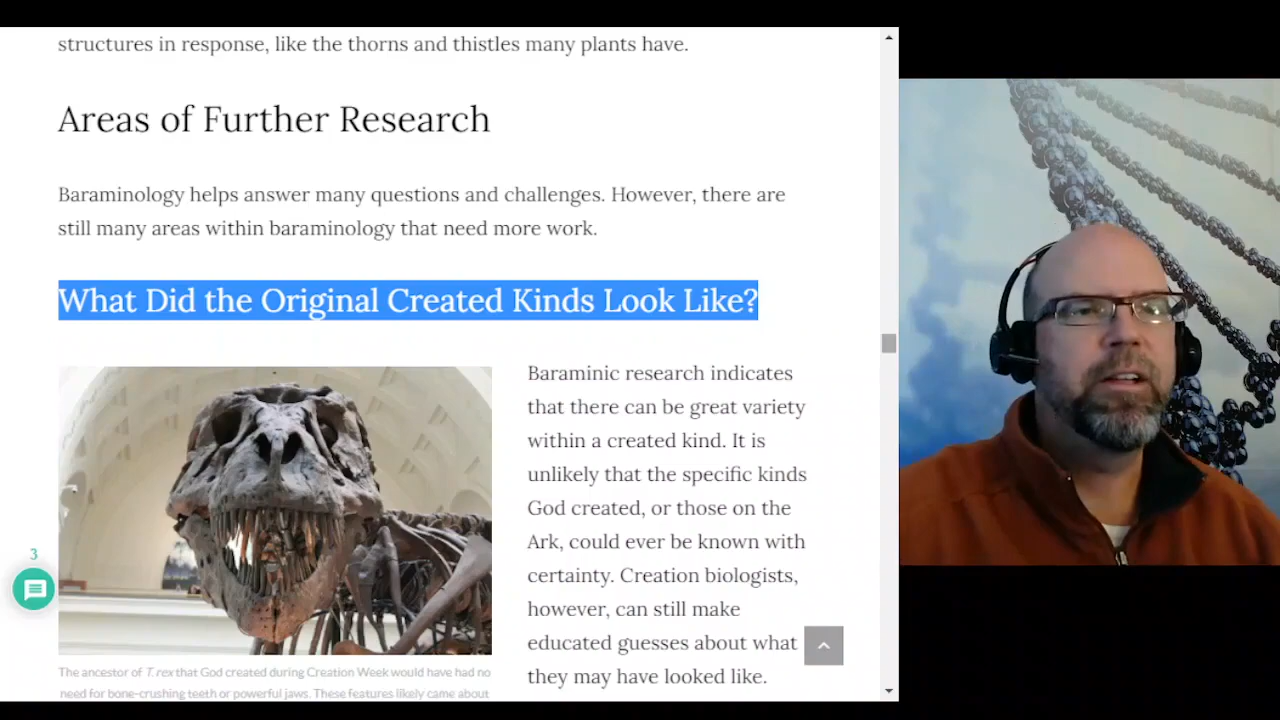 structures in response, like the thorns and thistles many plants have.
Areas of Further Research
Baraminology helps answer many questions and challenges. However, there are
still many areas within baraminology that need more work.
What Did the Original Created Kinds Look Like?
Baraminic research indicates
that there can be great variety
within a created kind. It is
unlikely that the specific kinds
God created, or those on the
Ark, could ever be known with
certainty. Creation biologists,
however, can still make
educated guesses about what
they may have looked like.
3
The ancestor of T. rex that God created during Creation Week would have had no
need for bone-crushing teeth or powerful jaws. These features likely came about